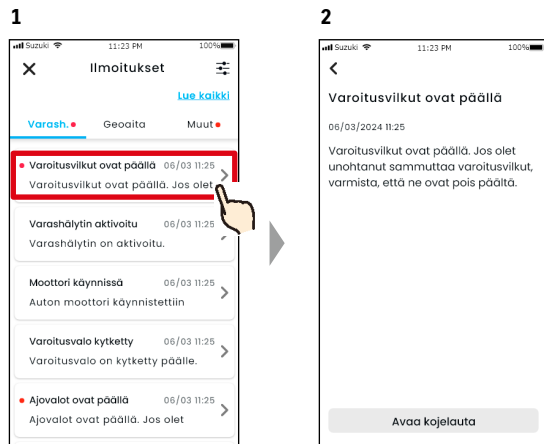 1
Suzuki 11:23 PM 100%
Ilmoitukset
Lue kaikki
Varash. Geoaita Muut
Varoitusvilkut ovat päällä 06/03 11:25
Varoitusvilkut ovat päällä. Jos olet
Varashälytin aktivoitu 06/03 11:25
Varashälytin on aktivoitu.
Moottori käynnissä 06/03 11:25
Auton moottori käynnistettiin
Varoitusvalo kytketty 06/03 11:25
Varoitusvalo on kytketty päälle.
Ajovalot ovat päällä 06/03 11:25
Ajovalot ovat päällä. Jos olet
2
Suzuki 11:23 PM 100%
Varoitusvilkut ovat päällä
06/03/2024 11:25
Varoitusvilkut ovat päällä. Jos olet
unohtanut sammuttaa varoitusvilkut,
varmista, että ne ovat pois päältä.
Avaa kojelauta